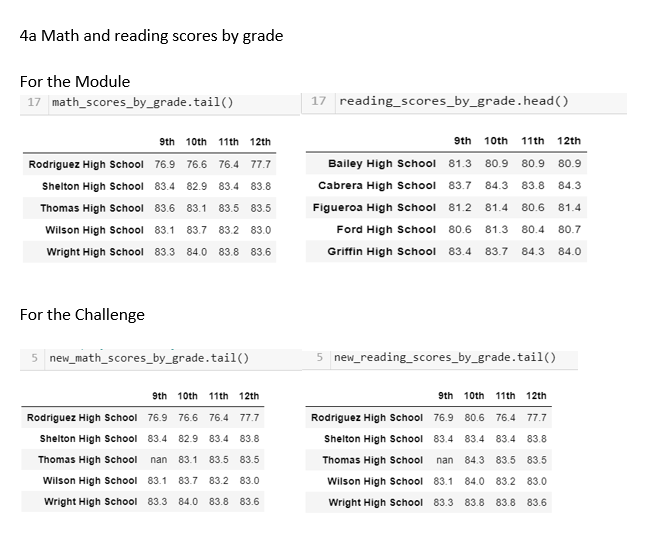 4a Math and reading scores by grade
For the Module
17 math_scores_by_grade.tail()
9th 10th 11th 12th
Rodriguez High School 76.9 76.6 76.4 77.7
Shelton High School 83.4 82.9 83.4 83.8
Thomas High School 83.6 83.1 83.5 83.5
Wilson High School 83.1 83.7 83.2 83.0
Wright High School 83.3 84.0 83.8 83.6
17 reading_scores_by_grade.head()
9th 10th 11th 12th
Bailey High School 81.3 80.9 80.9 80.9
Cabrera High School 83.7 84.3 83.8 84.3
Figueroa High School 81.2 81.4 80.6 81.4
Ford High School 80.6 81.3 80.4 80.7
Griffin High School 83.4 83.7 84.3 84.0
For the Challenge
5 new_math_scores_by_grade.tail()
9th 10th 11th 12th
Rodriguez High School 76.9 76.6 76.4 77.7
Shelton High School 83.4 82.9 83.4 83.8
Thomas High School nan 83.1 83.5 83.5
Wilson High School 83.1 83.7 83.2 83.0
Wright High School 83.3 84.0 83.8 83.6
5 new_reading_scores_by_grade.tail()
9th 10th 11th 12th
Rodriguez High School 76.9 80.6 76.4 77.7
Shelton High School 83.4 83.4 83.4 83.8
Thomas High School nan 84.3 83.5 83.5
Wilson High School 83.1 84.0 83.2 83.0
Wright High School 83.3 83.8 83.8 83.6